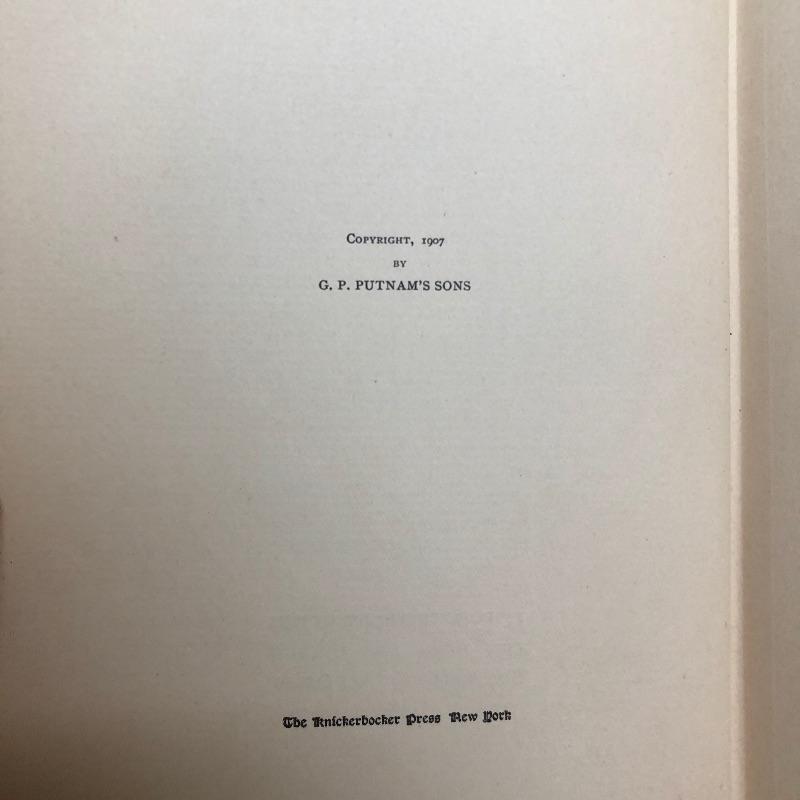 COPYRIGHT, 1907
BY
G. P. PUTNAM'S SONS
The Knickerbocker Press New York